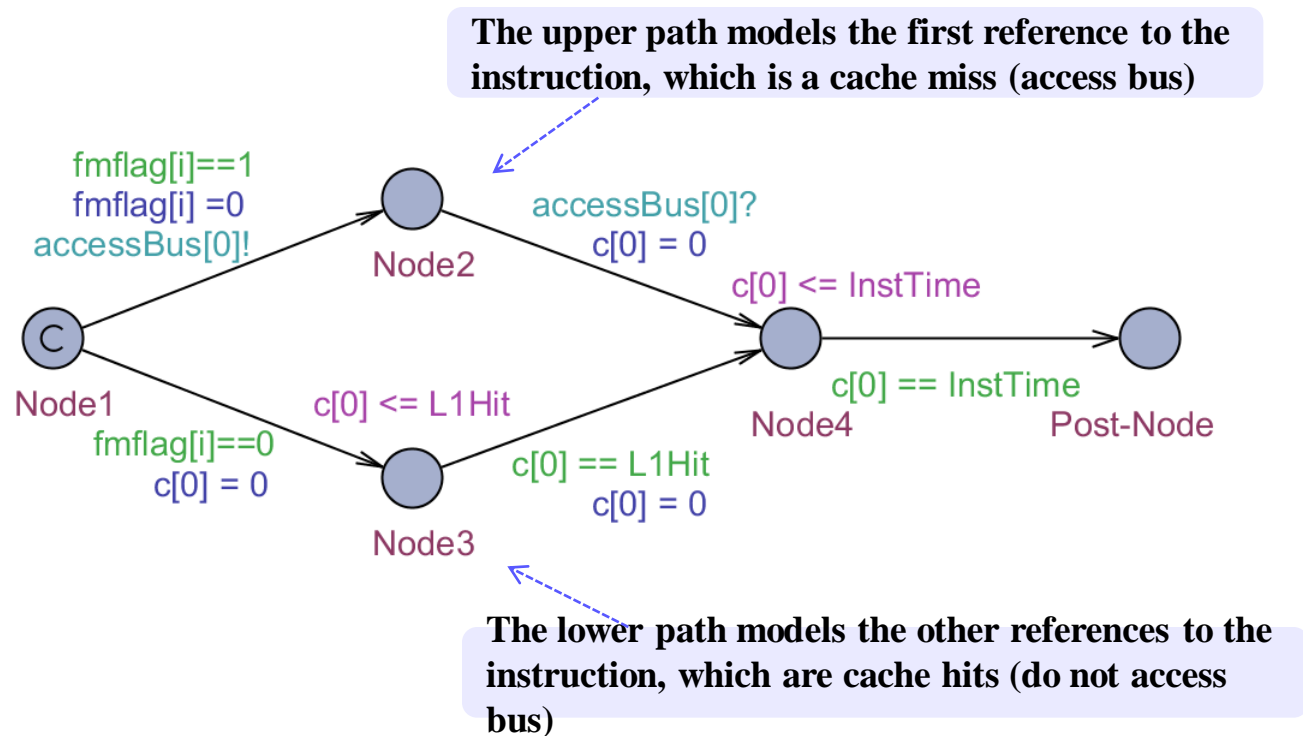 The upper path models the first reference to the
instruction, which is a cache miss (access bus)
fmflag[i]==1
fmflag[i] =0
accessBus[0]!
Node2
accessBus[0]?
c[0] = 0
c[0] <= InstTime
C
Node1
c[0] <= L1Hit
c[0] == InstTime
Node4
Post-Node
fmflag[i]==0
c[0] = 0
c[0] == L1Hit
c[0] = 0
Node3
The lower path models the other references to the
instruction, which are cache hits (do not access
bus)